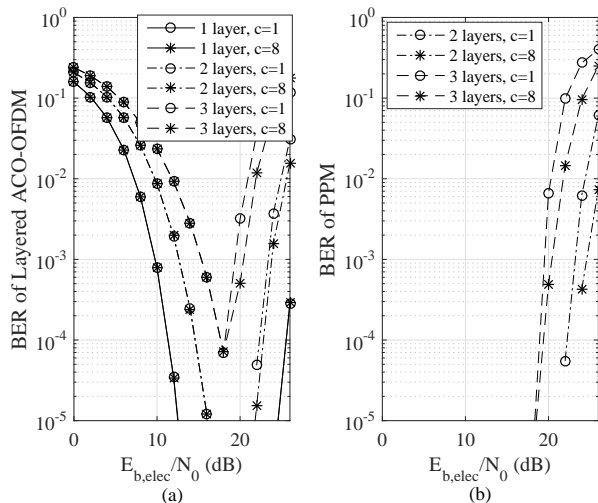 BER of Layered ACO-OFDM
10^0
10^-1
10^-2
10^-3
10^-4
10^-5
0
10
20
E_b,elec/N_0 (dB)
(a)
1 layer, c=1
1 layer, c=8
2 layers, c=1
2 layers, c=8
3 layers, c=1
3 layers, c=8
BER of PPM
10^0
10^-1
10^-2
10^-3
10^-4
10^-5
0
10
20
E_b,elec/N_0 (dB)
(b)
2 layers, c=1
2 layers, c=8
3 layers, c=1
3 layers, c=8